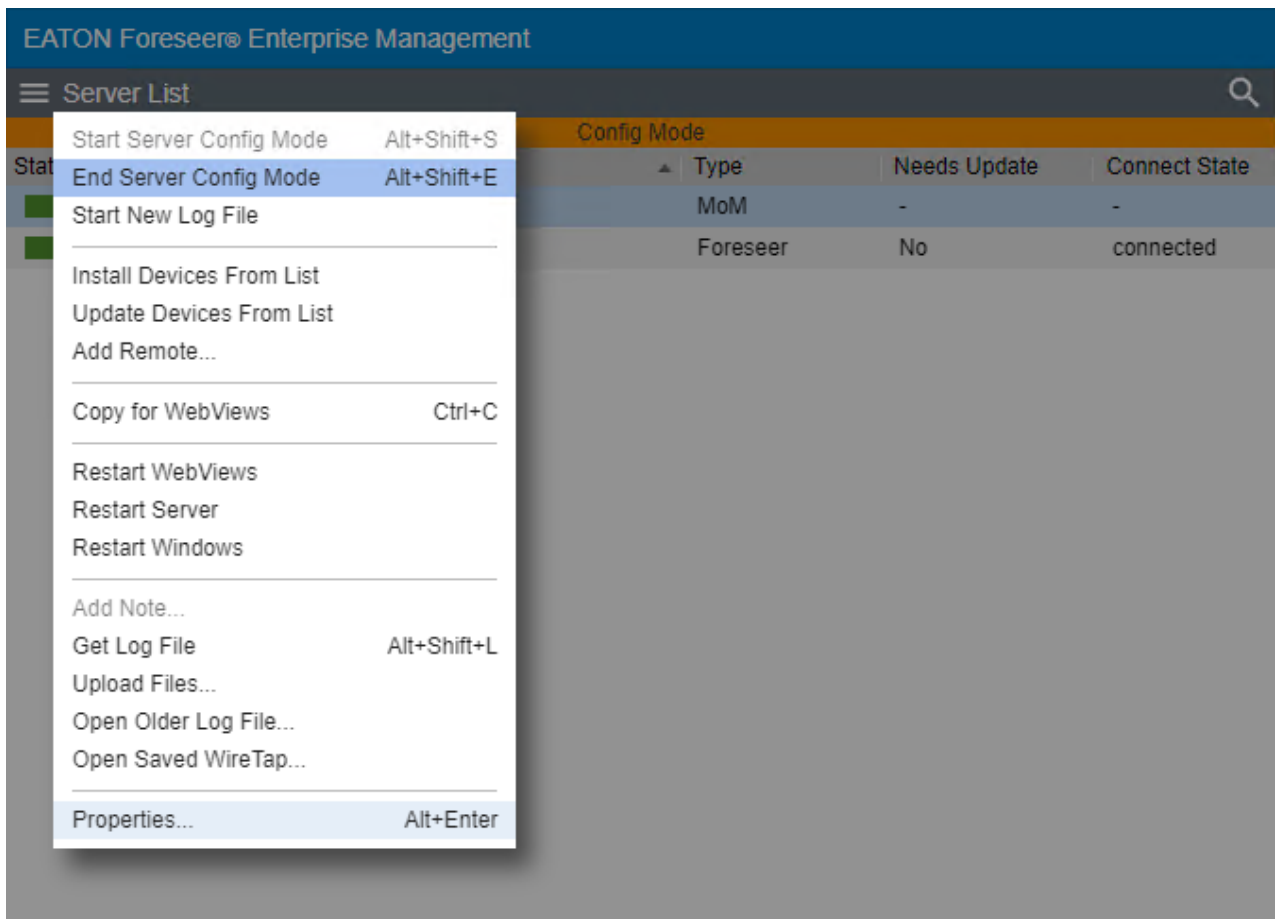 EATON Foreseer® Enterprise Management
Server List
Config Mode
Stat Type Needs Update Connect State
MoM - -
Foreseer No connected
Start Server Config Mode Alt+Shift+S
End Server Config Mode Alt+Shift+E
Start New Log File
Install Devices From List
Update Devices From List
Add Remote...
Copy for WebViews Ctrl+C
Restart WebViews
Restart Server
Restart Windows
Add Note...
Get Log File Alt+Shift+L
Upload Files...
Open Older Log File...
Open Saved WireTap...
Properties... Alt+Enter